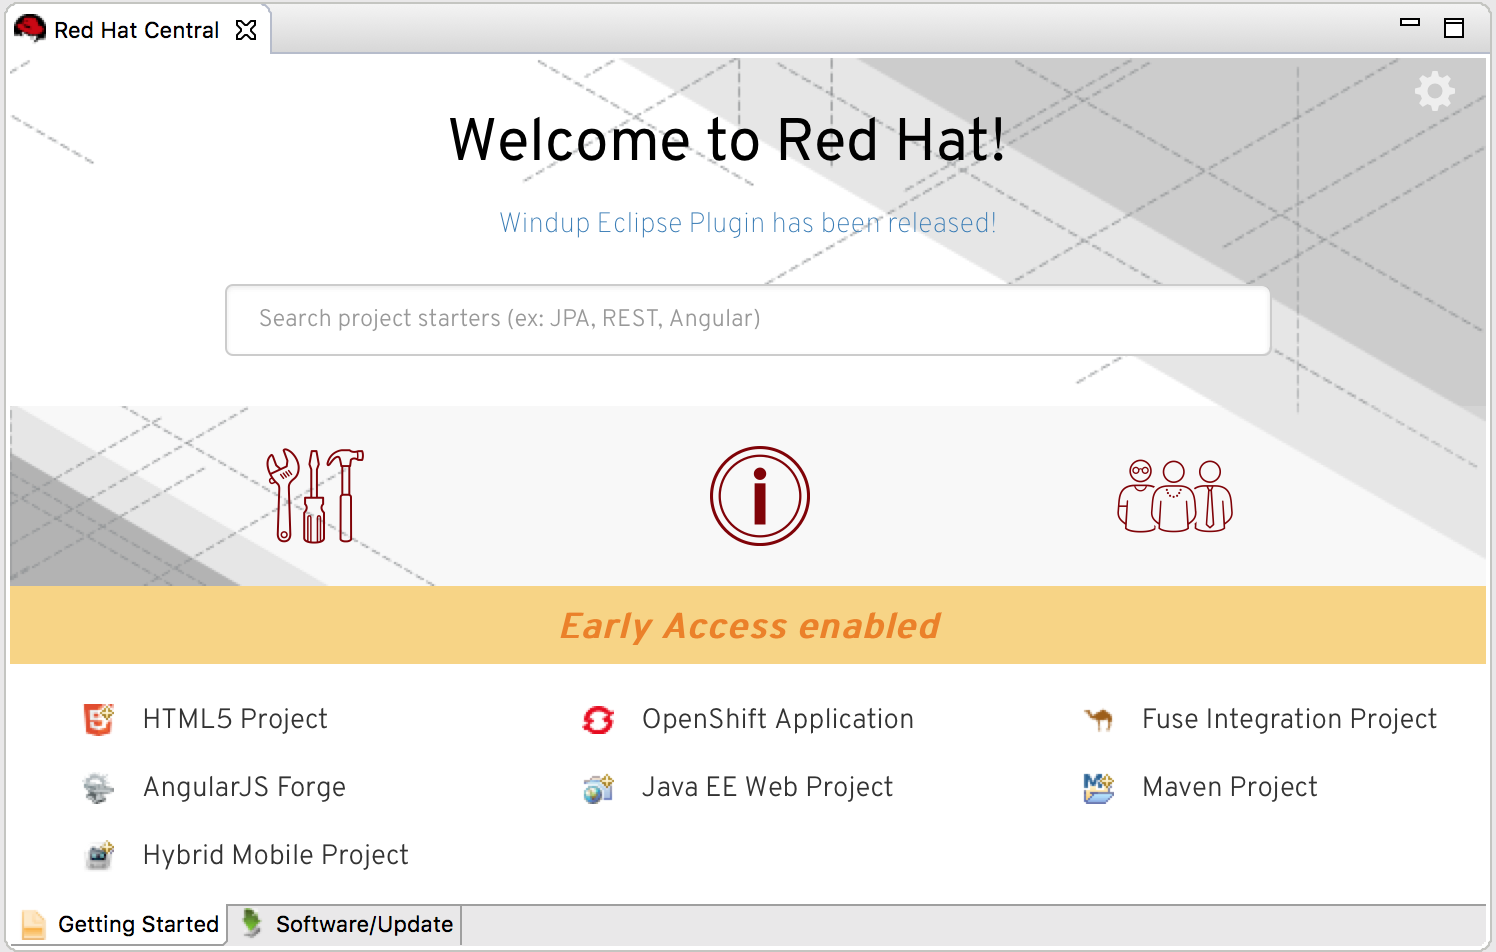 Red Hat Central
Welcome to Red Hat!
Windup Eclipse Plugin has been released!
Search project starters (ex: JPA, REST, Angular)
Early Access enabled
HTML5 Project
OpenShift Application
Fuse Integration Project
AngularJS Forge
Java EE Web Project
Maven Project
Hybrid Mobile Project
Getting Started
Software/Update